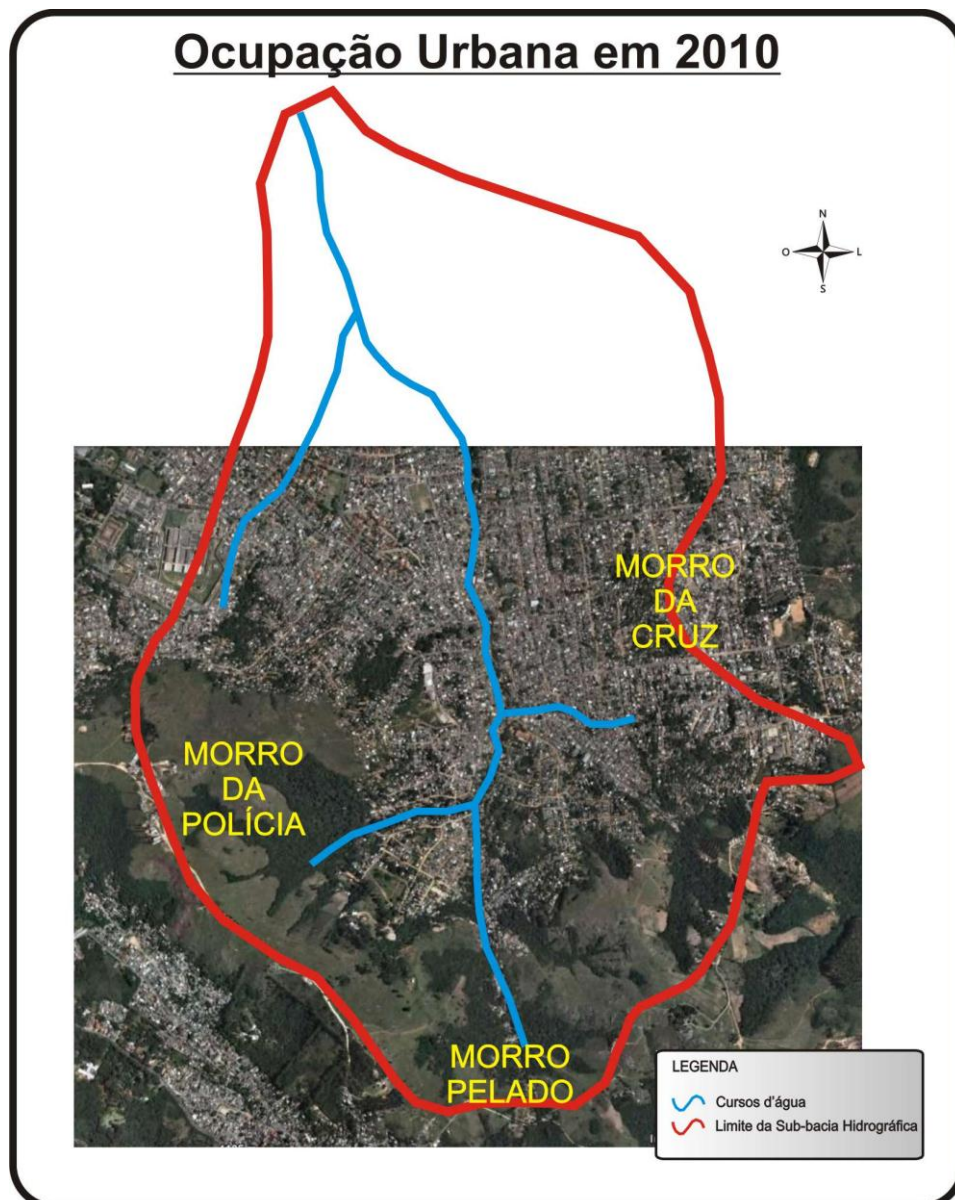 Ocupação Urbana em 2010
N
O
L
S
MORRO
DA
CRUZ
MORRO
DA
POLÍCIA
MORRO
PELADO
LEGENDA
Cursos d'água
Limite da Sub-bacia Hidrográfica